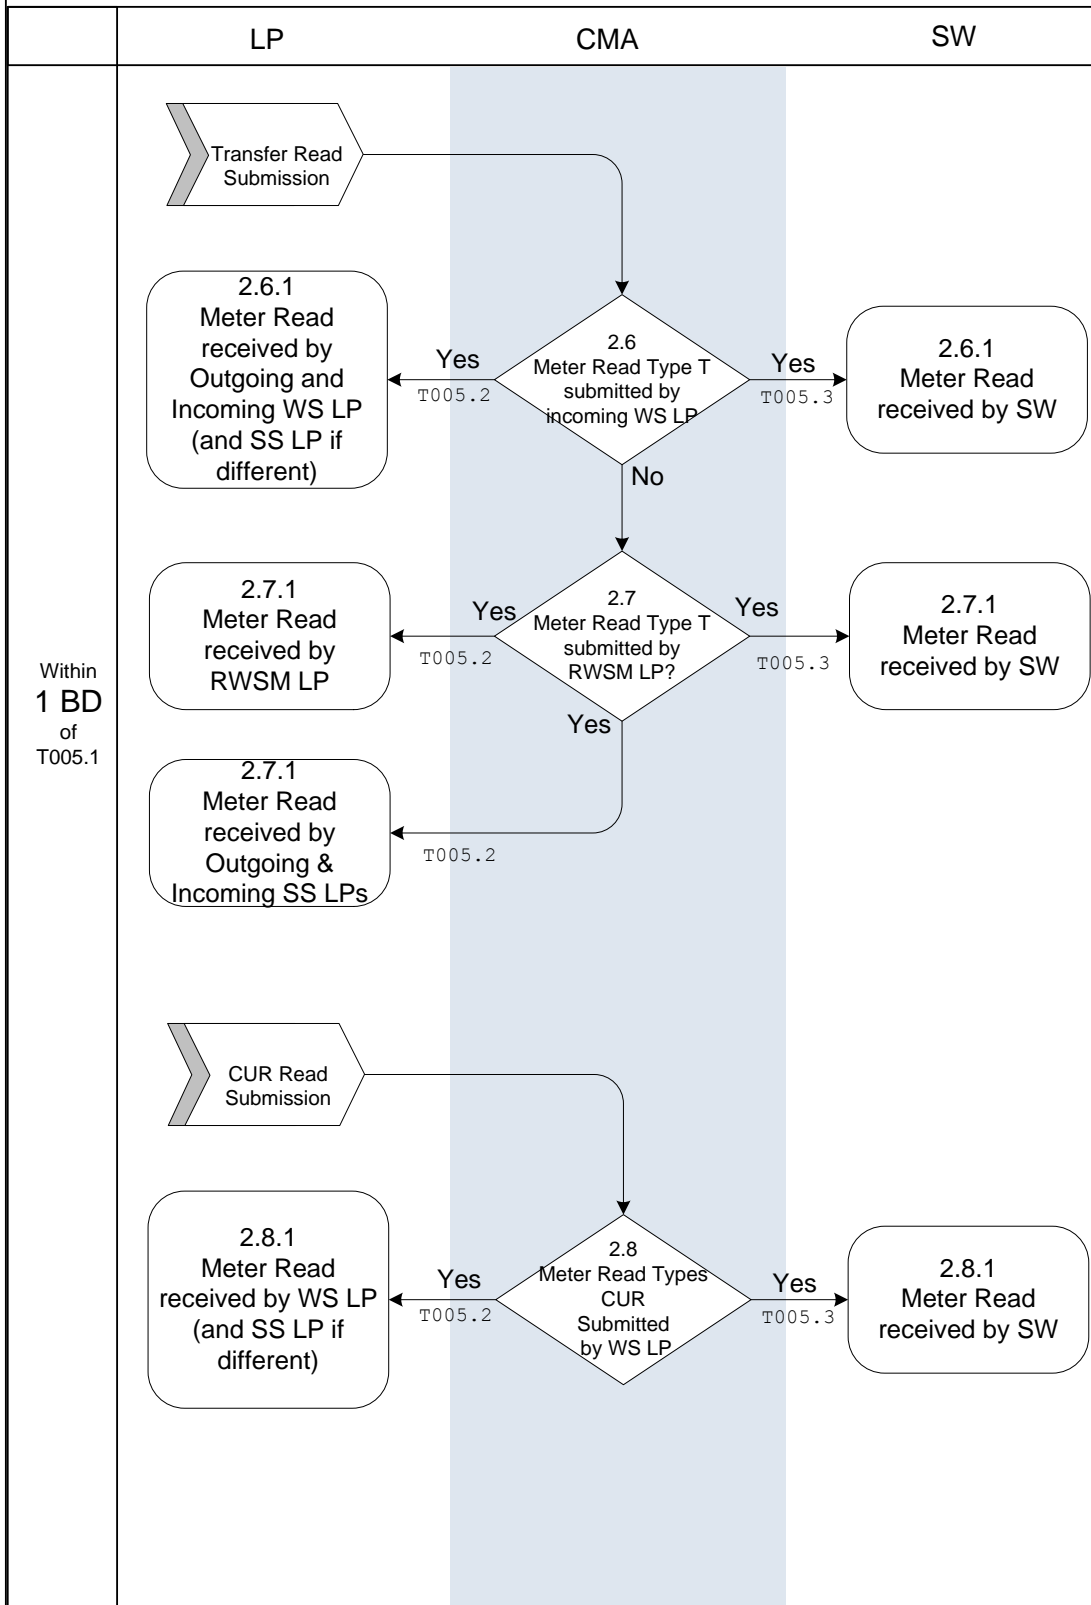 LP
CMA
SW
Transfer Read
Submission
2.6.1
Meter Read
received by
Outgoing and
Incoming WS LP
(and SS LP if
different)
Yes
T005.2
2.6
Meter Read Type T
submitted by
incoming WS LP
Yes
T005.3
2.6.1
Meter Read
received by SW
No
2.7.1
Meter Read
received by
RWSM LP
Yes
T005.2
2.7
Meter Read Type T
submitted by
RWSM LP?
Yes
T005.3
2.7.1
Meter Read
received by SW
Within
1 BD
of
T005.1
Yes
2.7.1
Meter Read
received by
Outgoing &
Incoming SS LPs
T005.2
CUR Read
Submission
2.8.1
Meter Read
received by WS LP
(and SS LP if
different)
Yes
T005.2
2.8
Meter Read Types
CUR
Submitted
by WS LP
Yes
T005.3
2.8.1
Meter Read
received by SW